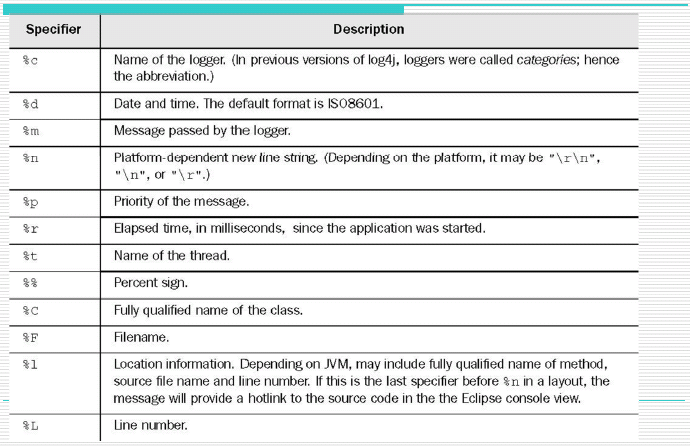 Specifier Description
%c Name of the logger. (In previous versions of log4j, loggers were called categories; hence
the abbreviation.)
%d Date and time. The default format is ISO8601.
%m Message passed by the logger.
%n Platform-dependent new line string. (Depending on the platform, it may be "\r\n",
"\n", or "\r".)
%p Priority of the message.
%r Elapsed time, in milliseconds, since the application was started.
%t Name of the thread.
%% Percent sign.
%C Fully qualified name of the class.
%F Filename.
%l Location information. Depending on JVM, may include fully qualified name of method,
source file name and line number. If this is the last specifier before %n in a layout, the
message will provide a hotlink to the source code in the the Eclipse console view.
%L Line number.